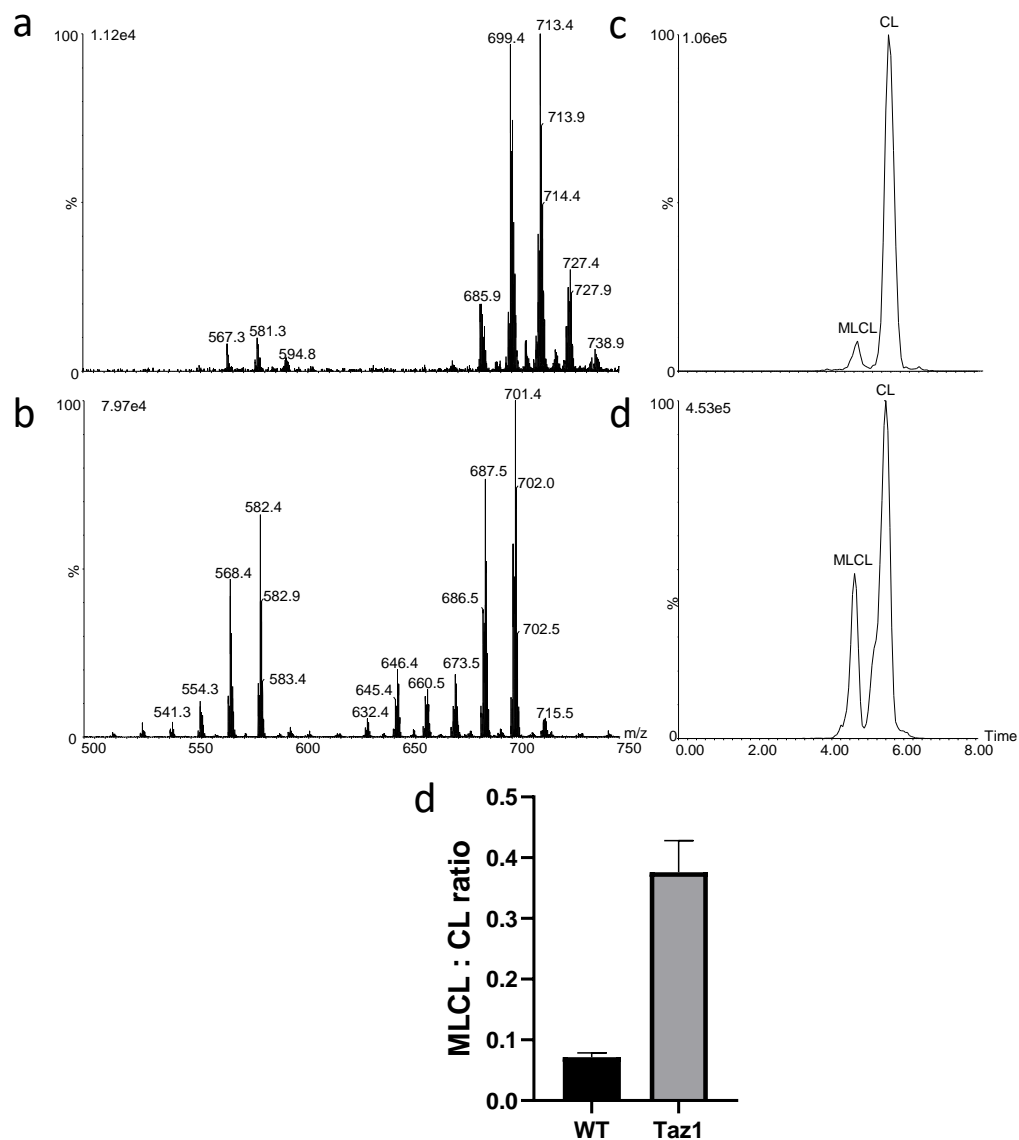 a
100
1.12e4
%
0
567.3
581.3
594.8
685.9
699.4
713.4
713.9
714.4
727.4
727.9
738.9
b
100
7.97e4
%
0
541.3
554.3
568.4
582.4
582.9
583.4
632.4
645.4
646.4
660.5
673.5
686.5
687.5
701.4
702.0
702.5
715.5
500 550 600 650 700 750
m/z
c
100
1.06e5
%
0
MLCL
CL
d
100
4.53e5
%
0
MLCL
CL
0.00 2.00 4.00 6.00 8.00
Time
d
MLCL : CL ratio
0.5
0.4
0.3
0.2
0.1
0.0
WT Taz1